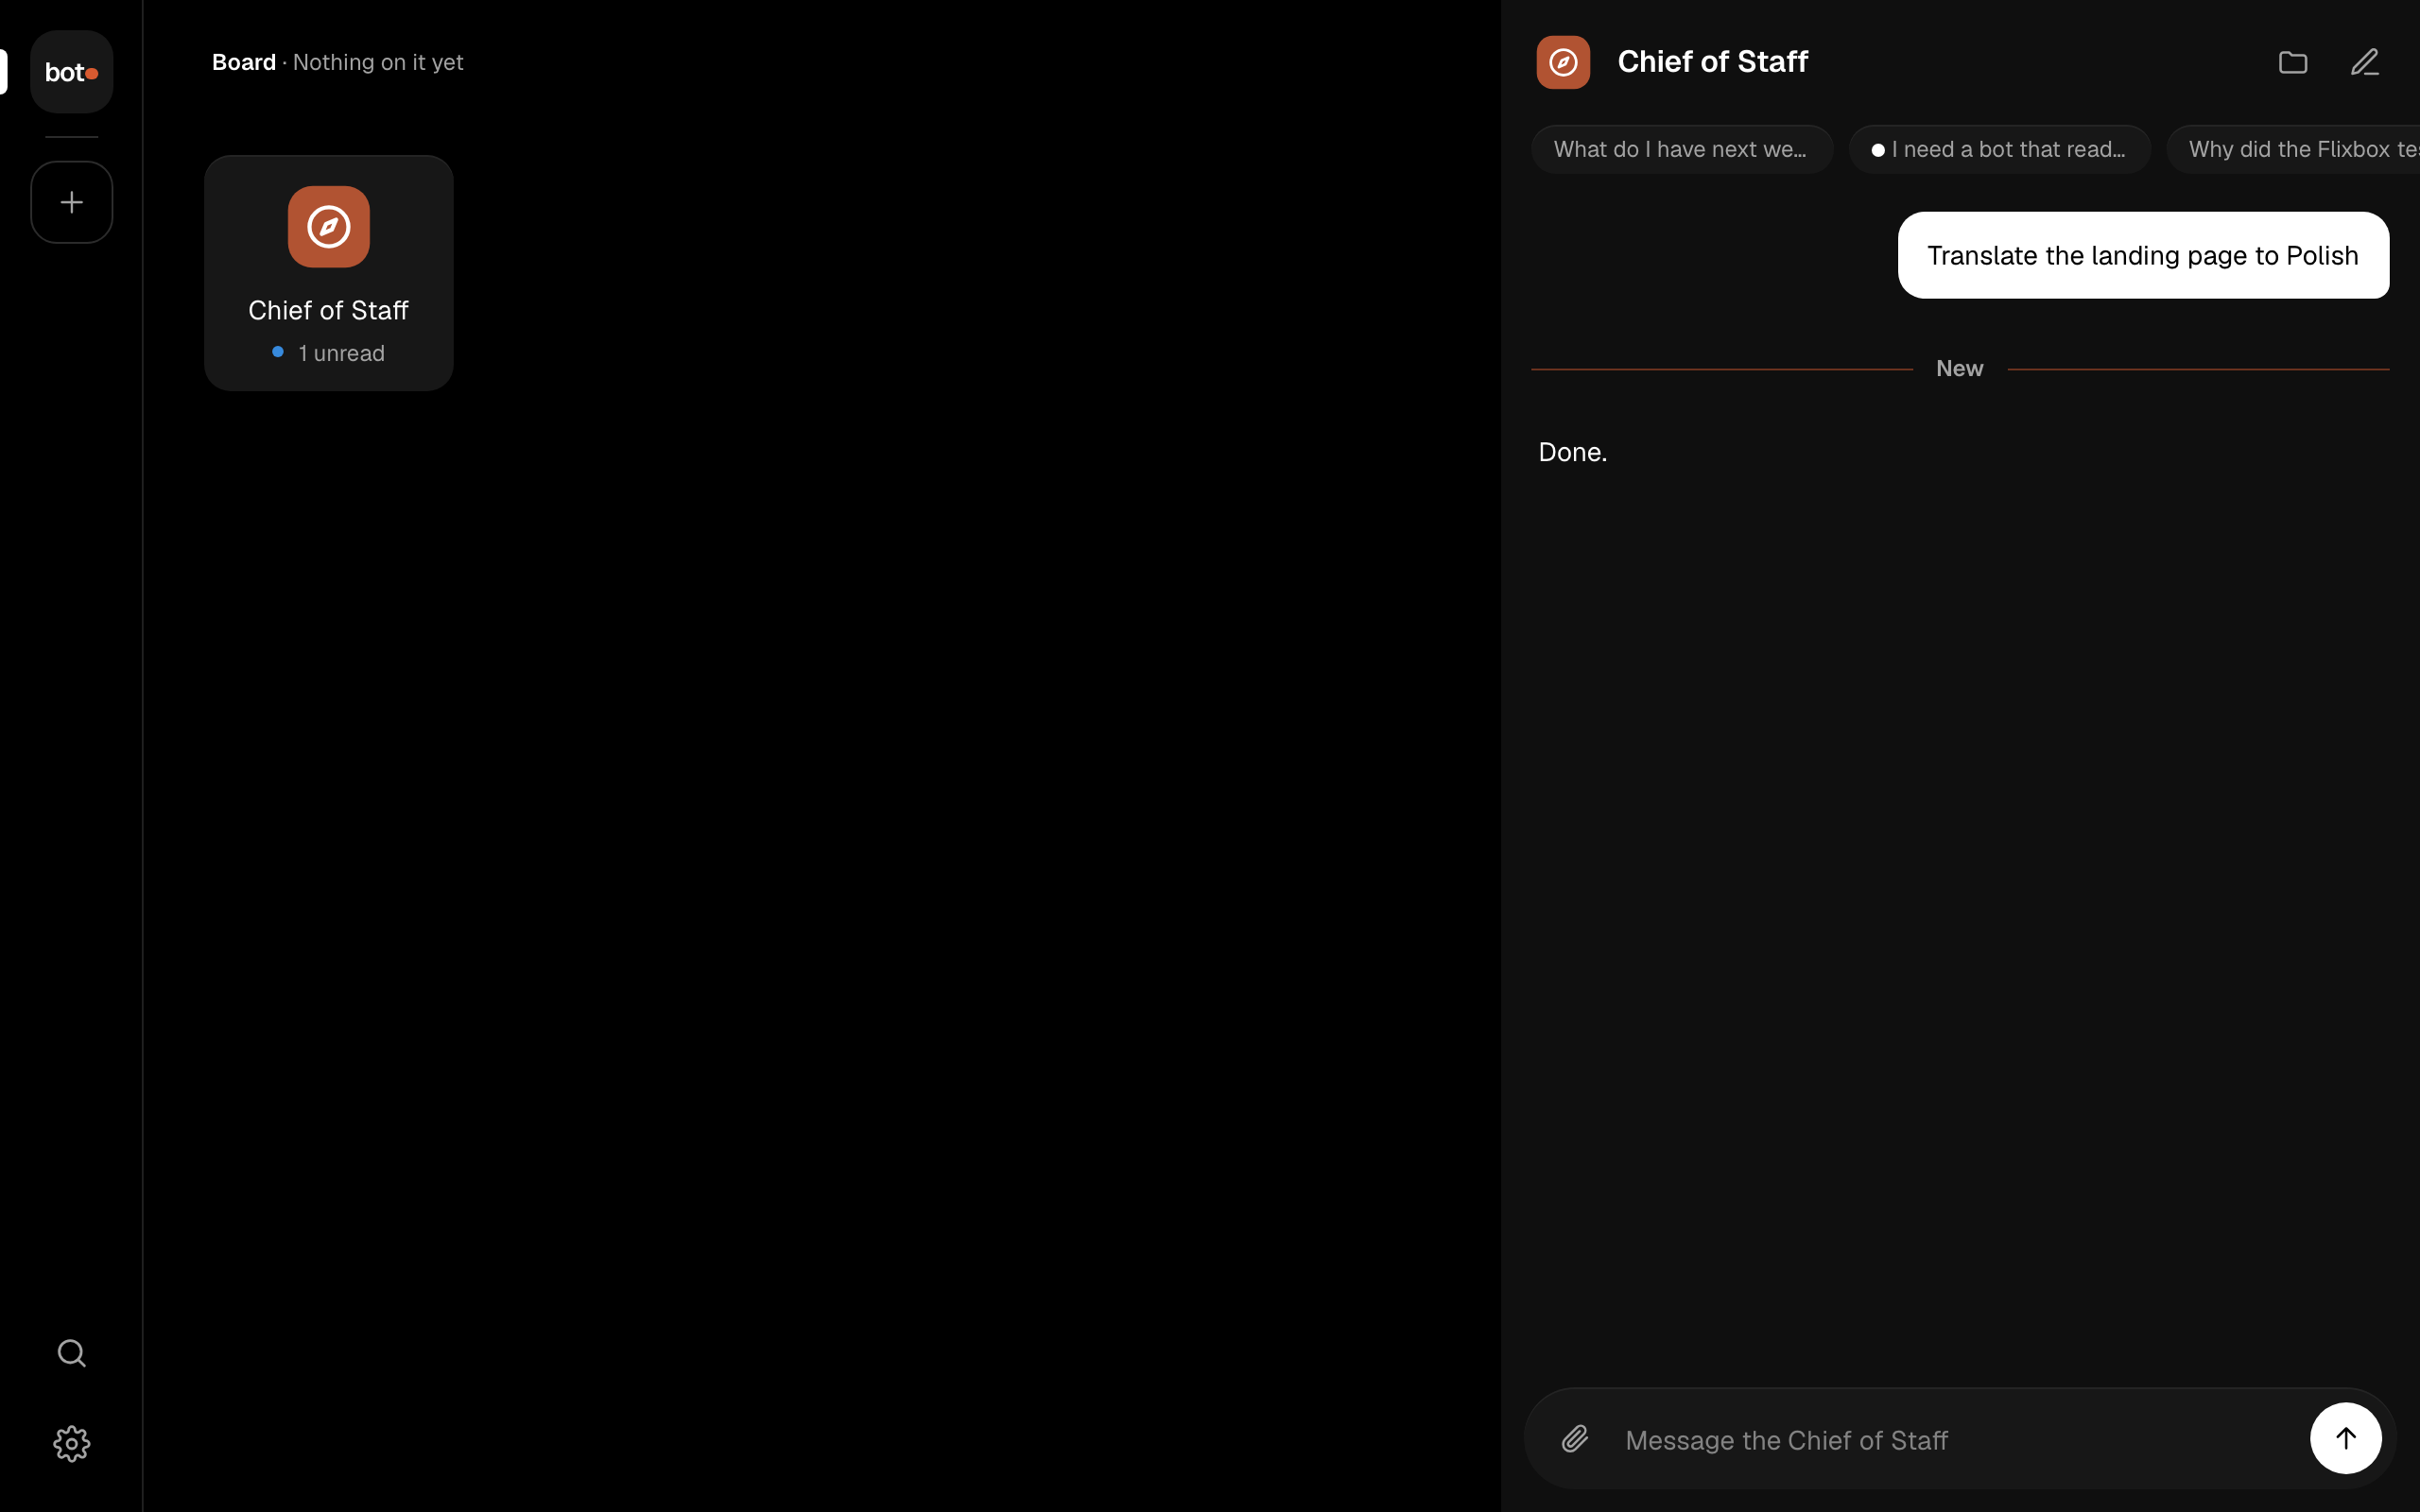 bot
Board · Nothing on it yet
Chief of Staff
1 unread
Chief of Staff
What do I have next we…
I need a bot that read…
Why did the Flixbox
Translate the landing page to Polish
New
Done.
Message the Chief of Staff